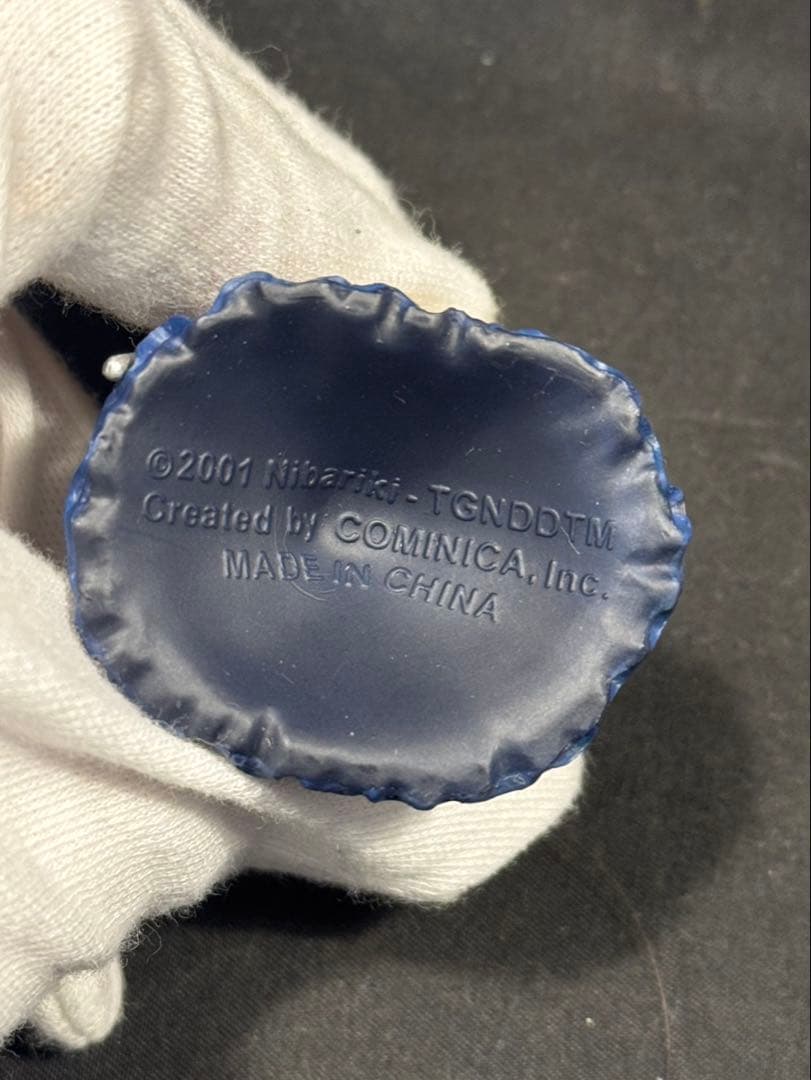 ©2001 Nibariki - TGNDDTM
Created by COMINICA, Inc.
MADE IN CHINA